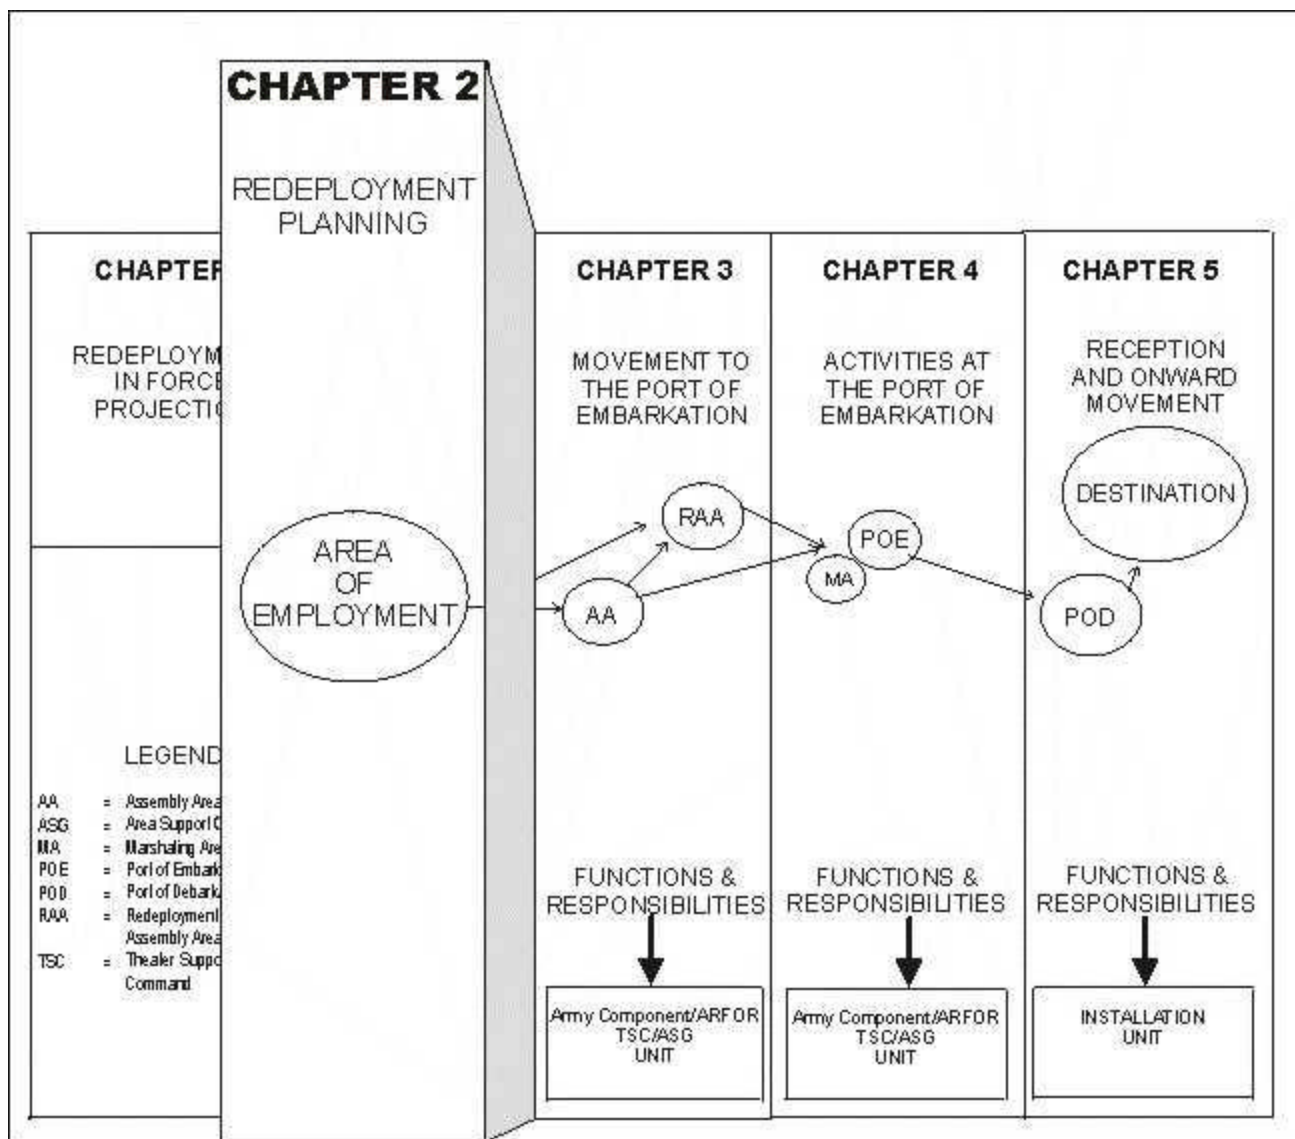 CHAPTER 2
REDEPLOYMENT
PLANNING
AREA
OF
EMPLOYMENT
CHAPTER
REDEPLOYM
IN FORCE
PROJECTIO
LEGEND
AA = Assembly Area
ASG = Area Support
MA = Marshaling Are
POE = Port of Embark
POD = Port of Debark
RAA = Redeployment
Assembly Area
TSC = Theater Suppo
Command
CHAPTER 3
MOVEMENT TO
THE PORT OF
EMBARKATION
RAA
AA
FUNCTIONS &
RESPONSIBILITIES
Army Component/ARFOR
TSC/ASG
UNIT
CHAPTER 4
ACTIVITIES AT
THE PORT OF
EMBARKATION
POE
MA
FUNCTIONS &
RESPONSIBILITIES
Army Component/ARFOR
TSC/ASG
UNIT
CHAPTER 5
RECEPTION
AND ONWARD
MOVEMENT
DESTINATION
POD
FUNCTIONS &
RESPONSIBILITIES
INSTALLATION
UNIT